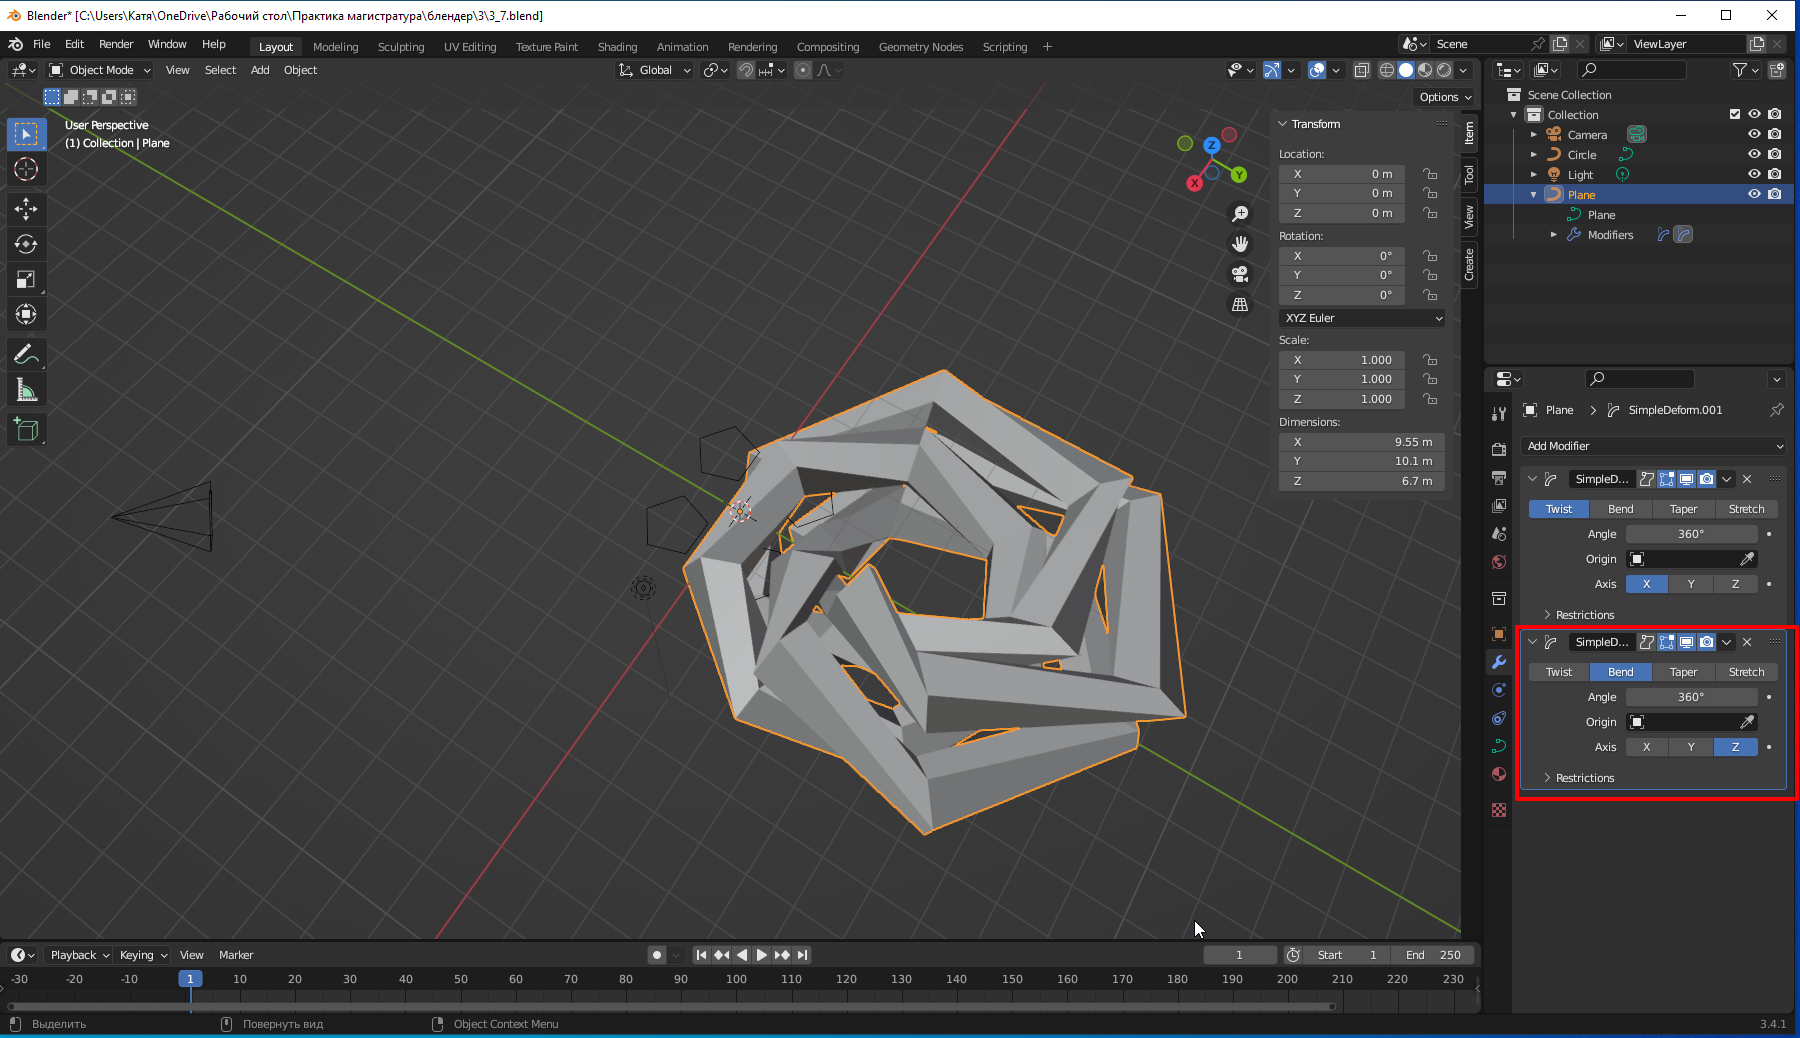 Blender* [C:\Users\Катя\OneDrive\Рабочий стол\Практика магистратура\блендер\3\3_7.blend]
File Edit Render Window Help Layout Modeling Sculpting UV Editing Texture Paint Shading Animation Rendering Compositing Geometry Nodes Scripting + Scene ViewLayer
Object Mode View Select Add Object Global
Options
User Perspective
(1) Collection | Plane
Z
Y
X
Transform
Location:
X 0 m
Y 0 m
Z 0 m
Rotation:
X 0°
Y 0°
Z 0°
XYZ Euler
Scale:
X 1.000
Y 1.000
Z 1.000
Dimensions:
X 9.55 m
Y 10.1 m
Z 6.7 m
Item
Tool
View
Create
Scene Collection
Collection
Camera
Circle
Light
Plane
Plane
Modifiers
Plane > SimpleDeform.001
Add Modifier
SimpleD...
Twist Bend Taper Stretch
Angle 360°
Origin
Axis X Y Z
Restrictions
SimpleD...
Twist Bend Taper Stretch
Angle 360°
Origin
Axis X Y Z
Restrictions
Playback Keying View Marker 1 Start 1 End 250
-30 -20 -10 1 10 20 30 40 50 60 70 80 90 100 110 120 130 140 150 160 170 180 190 200 210 220 230
Выделить Повернуть вид Object Context Menu 3.4.1